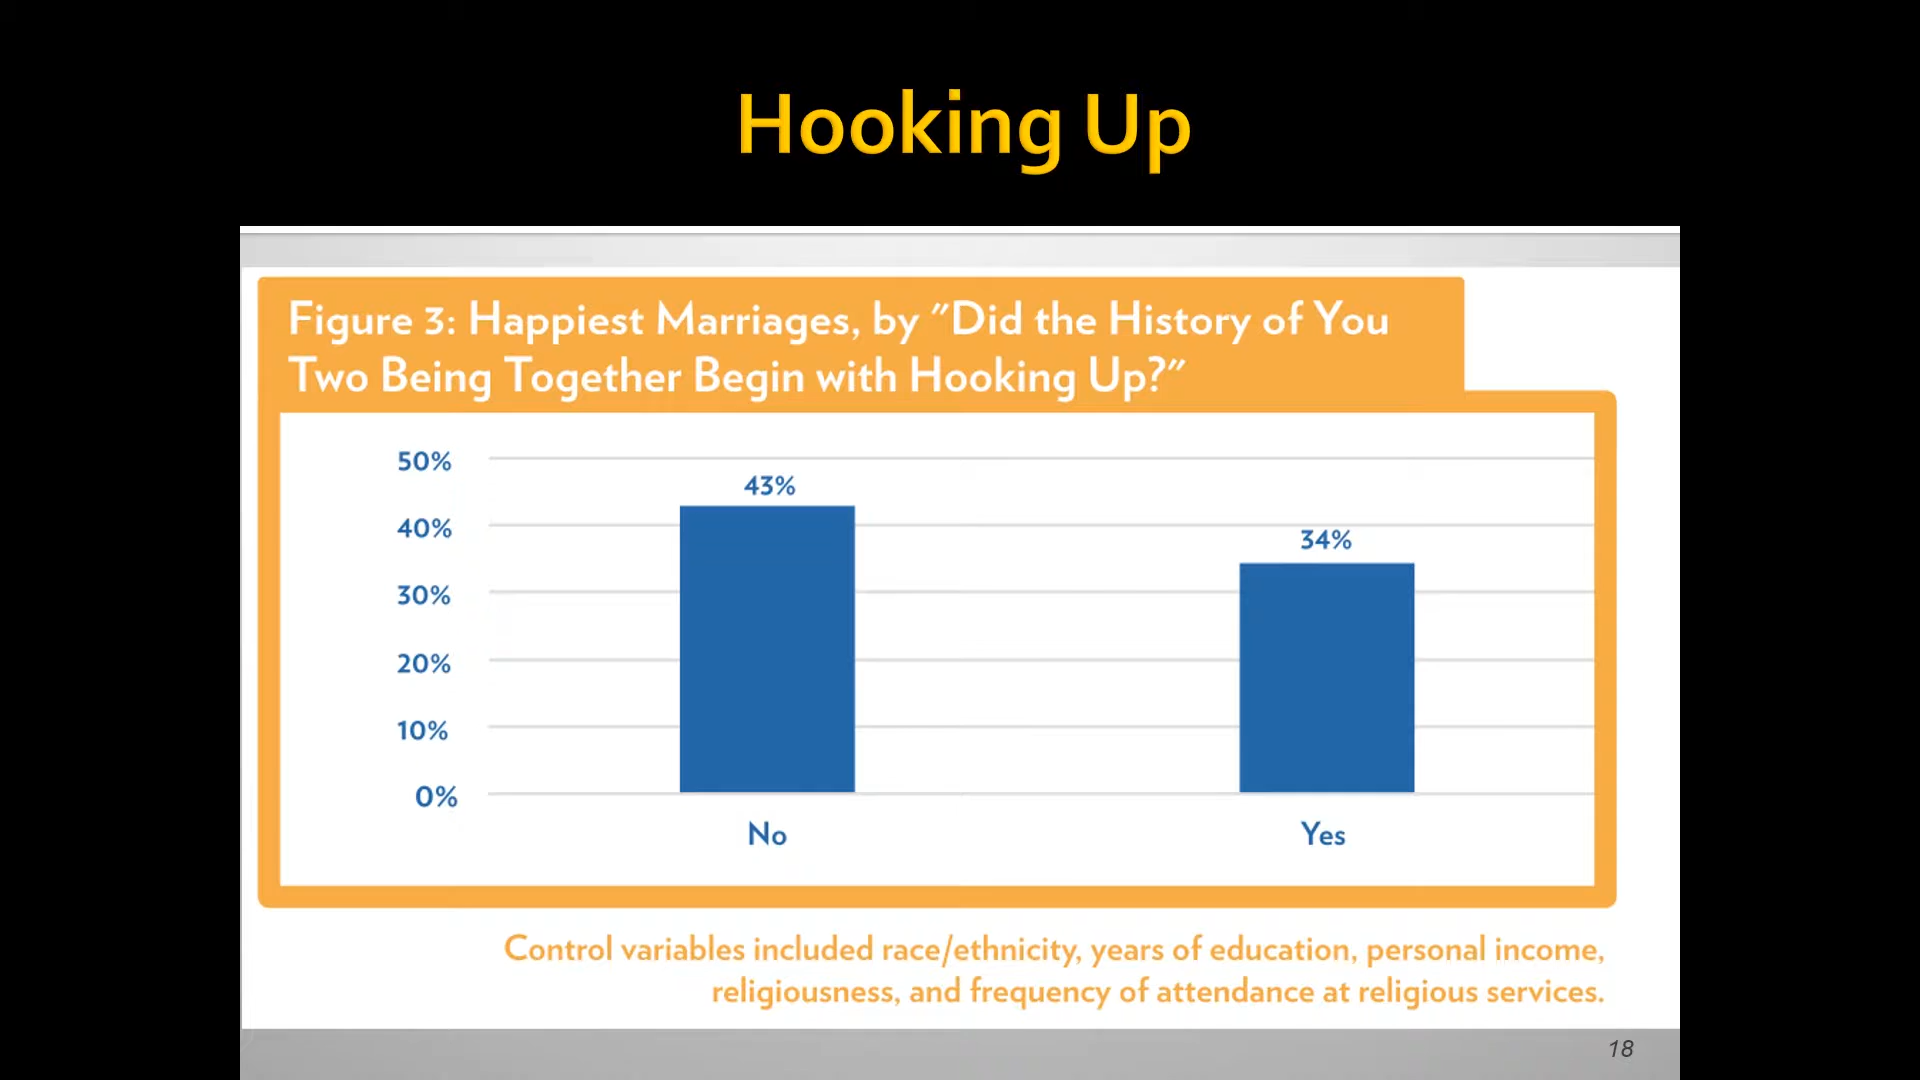 Hooking Up
Figure 3: Happiest Marriages, by "Did the History of You
Two Being Together Begin with Hooking Up?"
50%
43%
40%
34%
30%
20%
10%
0%
No
Yes
Control variables included race/ethnicity, years of education, personal income,
religiousness, and frequency of attendance at religious services.
18